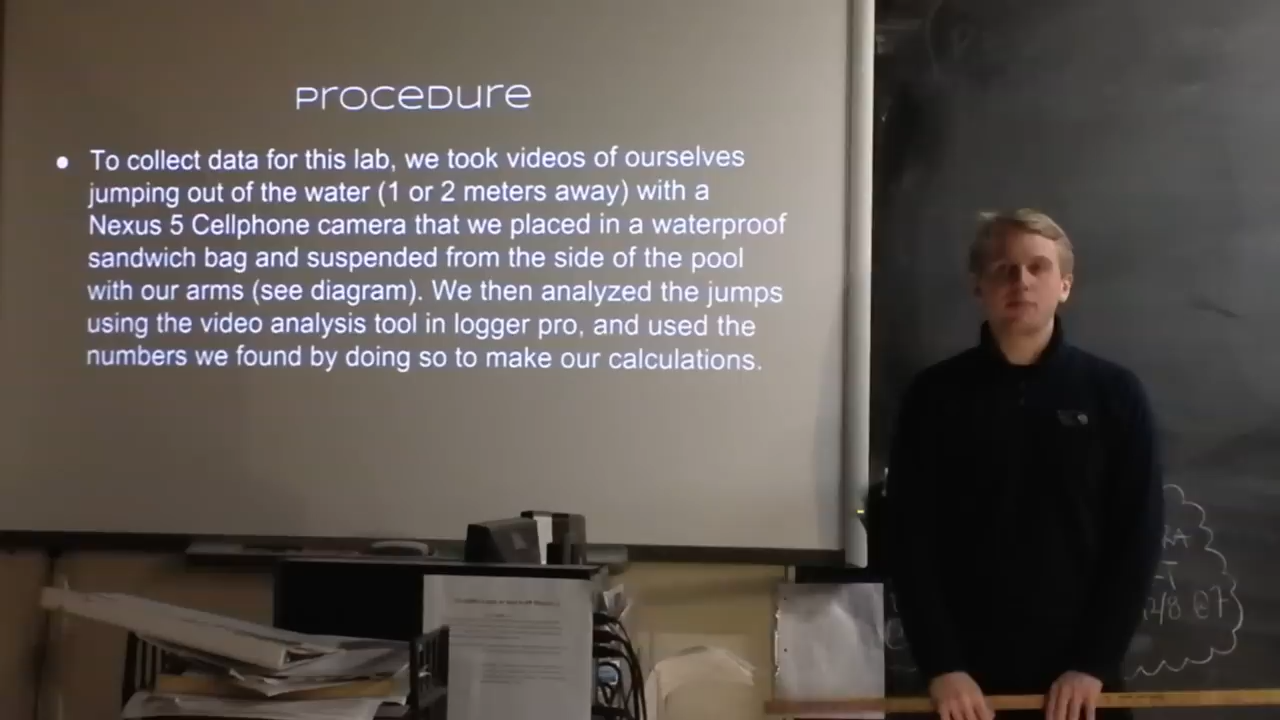 Procedure
• To collect data for this lab, we took videos of ourselves
jumping out of the water (1 or 2 meters away) with a
Nexus 5 Cellphone camera that we placed in a waterproof
sandwich bag and suspended from the side of the pool
with our arms (see diagram). We then analyzed the jumps
using the video analysis tool in logger pro, and used the
numbers we found by doing so to make our calculations.
12/8 @7